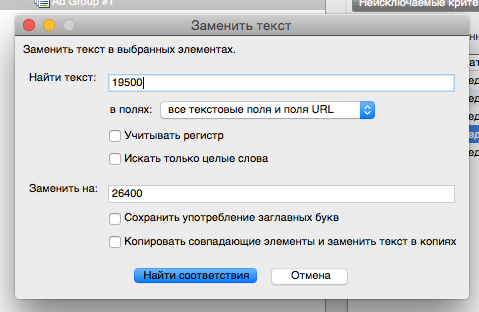 Ad Group #1
Неисключаемые крите
Заменить текст
Заменить текст в выбранных элементах.
Найти текст:
19500
в полях:
все текстовые поля и поля URL
Учитывать регистр
Искать только целые слова
Заменить на:
26400
Сохранить употребление заглавных букв
Копировать совпадающие элементы и заменить текст в копиях
Найти соответствия
Отмена